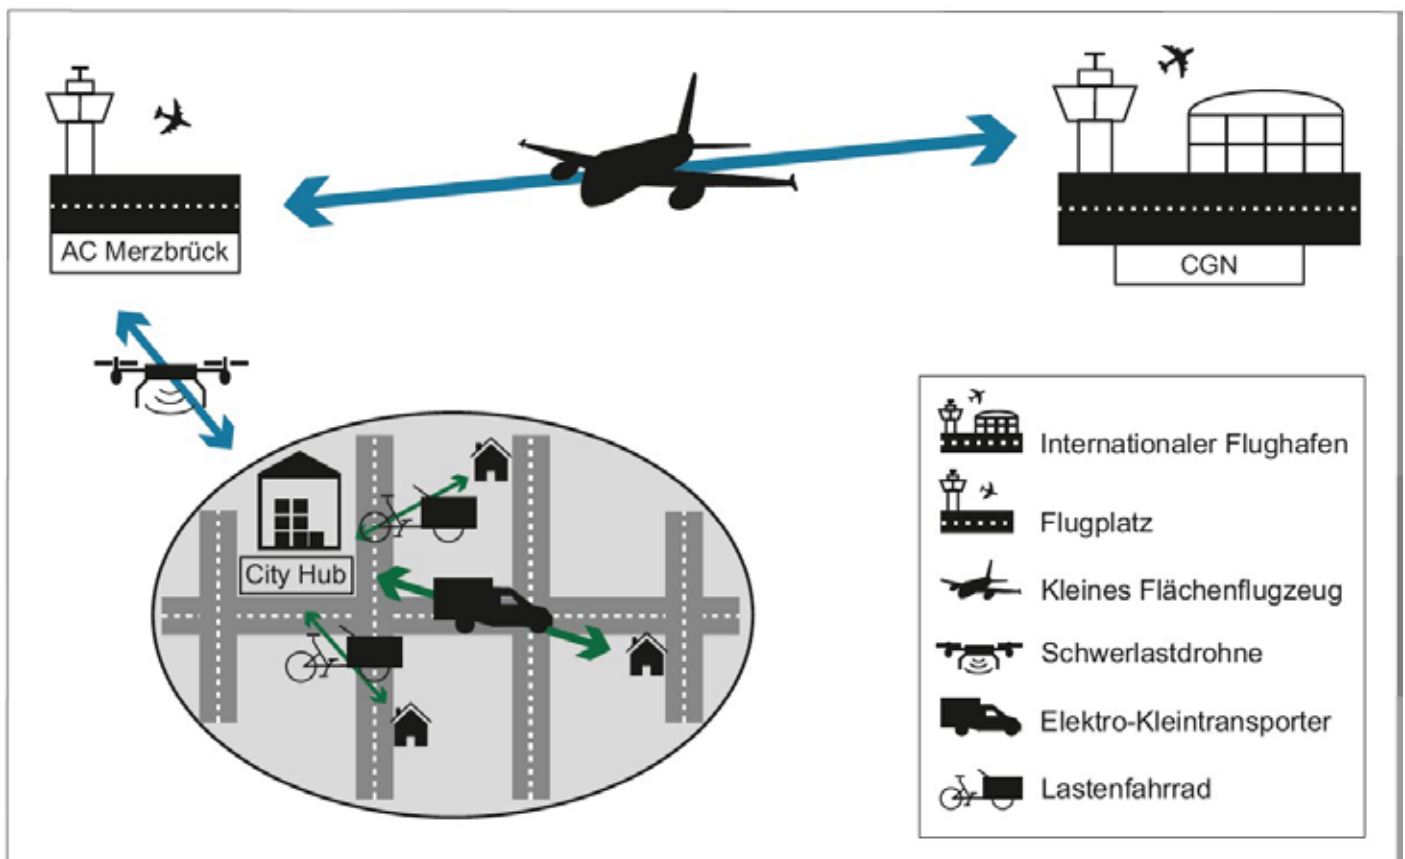 AC Merzbrück
CGN
City Hub
Internationaler Flughafen
Flugplatz
Kleines Flächenflugzeug
Schwerlastdrohne
Elektro-Kleintransporter
Lastenfahrrad